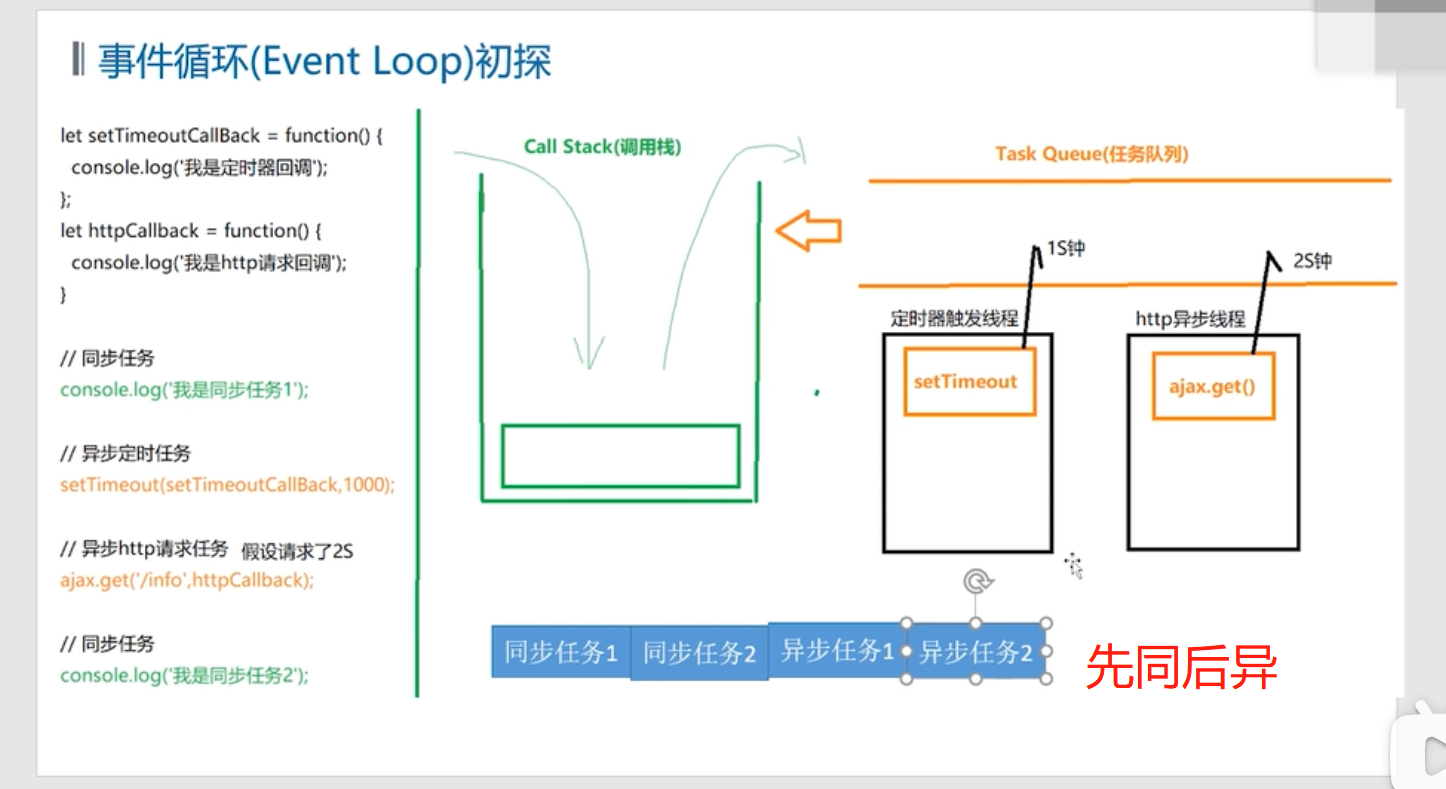 事件循环(Event Loop)初探
let setTimeoutCallBack = function() {
console.log('我是定时器回调');
};
let httpCallback = function() {
console.log('我是http请求回调');
}
// 同步任务
console.log('我是同步任务1');
// 异步定时任务
setTimeout(setTimeoutCallBack,1000);
// 异步http请求任务 假设请求了2S
ajax.get('/info',httpCallback);
// 同步任务
console.log('我是同步任务2');
Call Stack(调用栈)
Task Queue(任务队列)
1S钟
2S钟
定时器触发线程
http异步线程
setTimeout
ajax.get()
同步任务1
同步任务2
异步任务1
异步任务2
先同后异